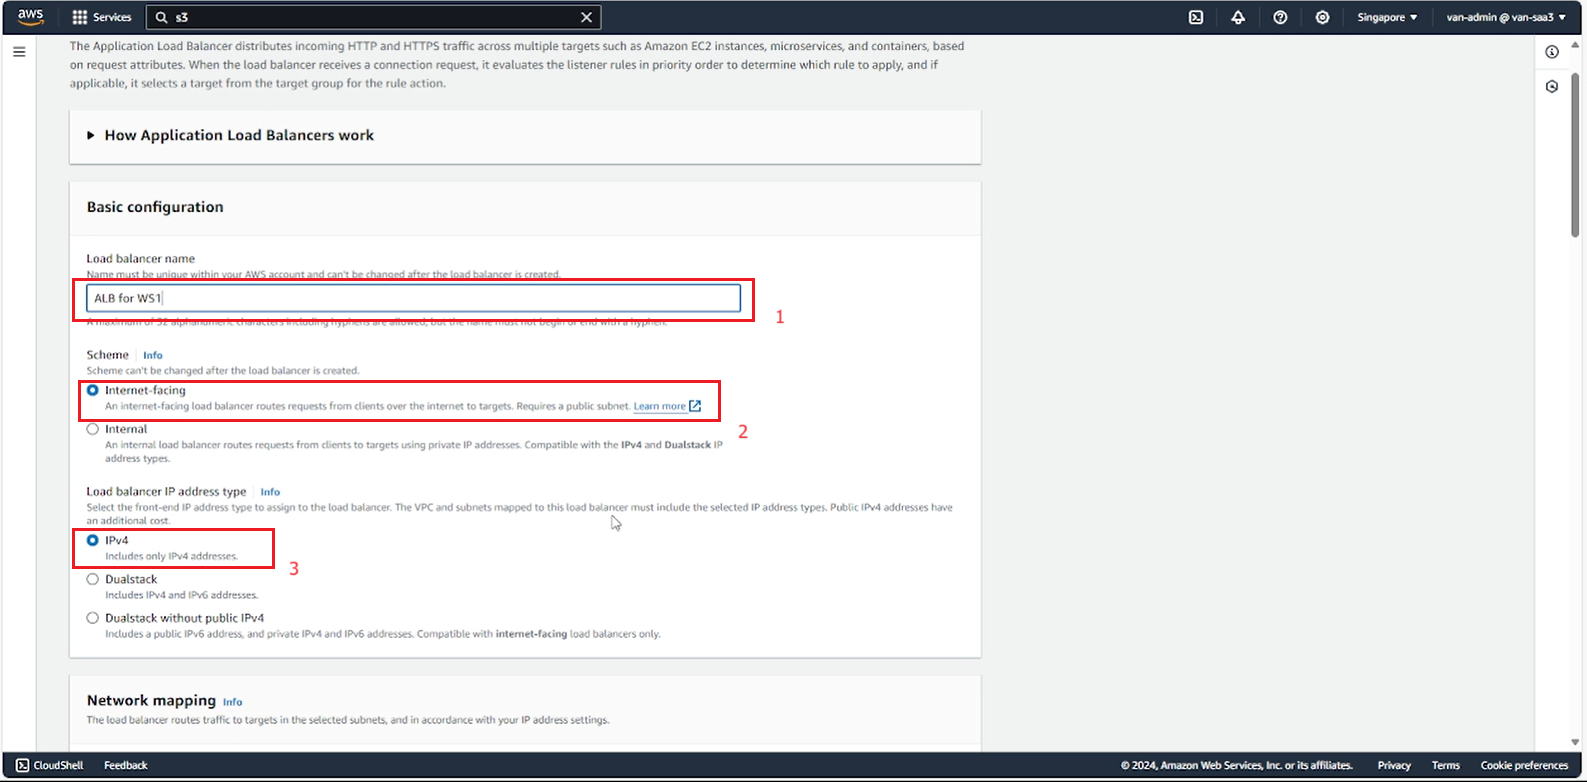 aws Services s3 Singapore van-admin @ van-saa3
The Application Load Balancer distributes incoming HTTP and HTTPS traffic across multiple targets such as Amazon EC2 instances, microservices, and containers, based
on request attributes. When the load balancer receives a connection request, it evaluates the listener rules in priority order to determine which rule to apply, and if
applicable, it selects a target from the target group for the rule action.
How Application Load Balancers work
Basic configuration
Load balancer name
Name must be unique within your AWS account and can't be changed after the load balancer is created.
ALB for WS1
1
A maximum of 32 alphanumeric characters including hyphens are allowed, but the name must not begin or end with a hyphen.
Scheme Info
Scheme can't be changed after the load balancer is created.
Internet-facing
An internet-facing load balancer routes requests from clients over the internet to targets. Requires a public subnet. Learn more
2
Internal
An internal load balancer routes requests from clients to targets using private IP addresses. Compatible with the IPv4 and Dualstack IP
address types.
Load balancer IP address type Info
Select the front-end IP address type to assign to the load balancer. The VPC and subnets mapped to this load balancer must include the selected IP address types. Public IPv4 addresses have
an additional cost.
IPv4
Includes only IPv4 addresses.
3
Dualstack
Includes IPv4 and IPv6 addresses.
Dualstack without public IPv4
Includes a public IPv6 address, and private IPv4 and IPv6 addresses. Compatible with internet-facing load balancers only.
Network mapping Info
The load balancer routes traffic to targets in the selected subnets, and in accordance with your IP address settings.
CloudShell Feedback © 2024, Amazon Web Services, Inc. or its affiliates. Privacy Terms Cookie preferences